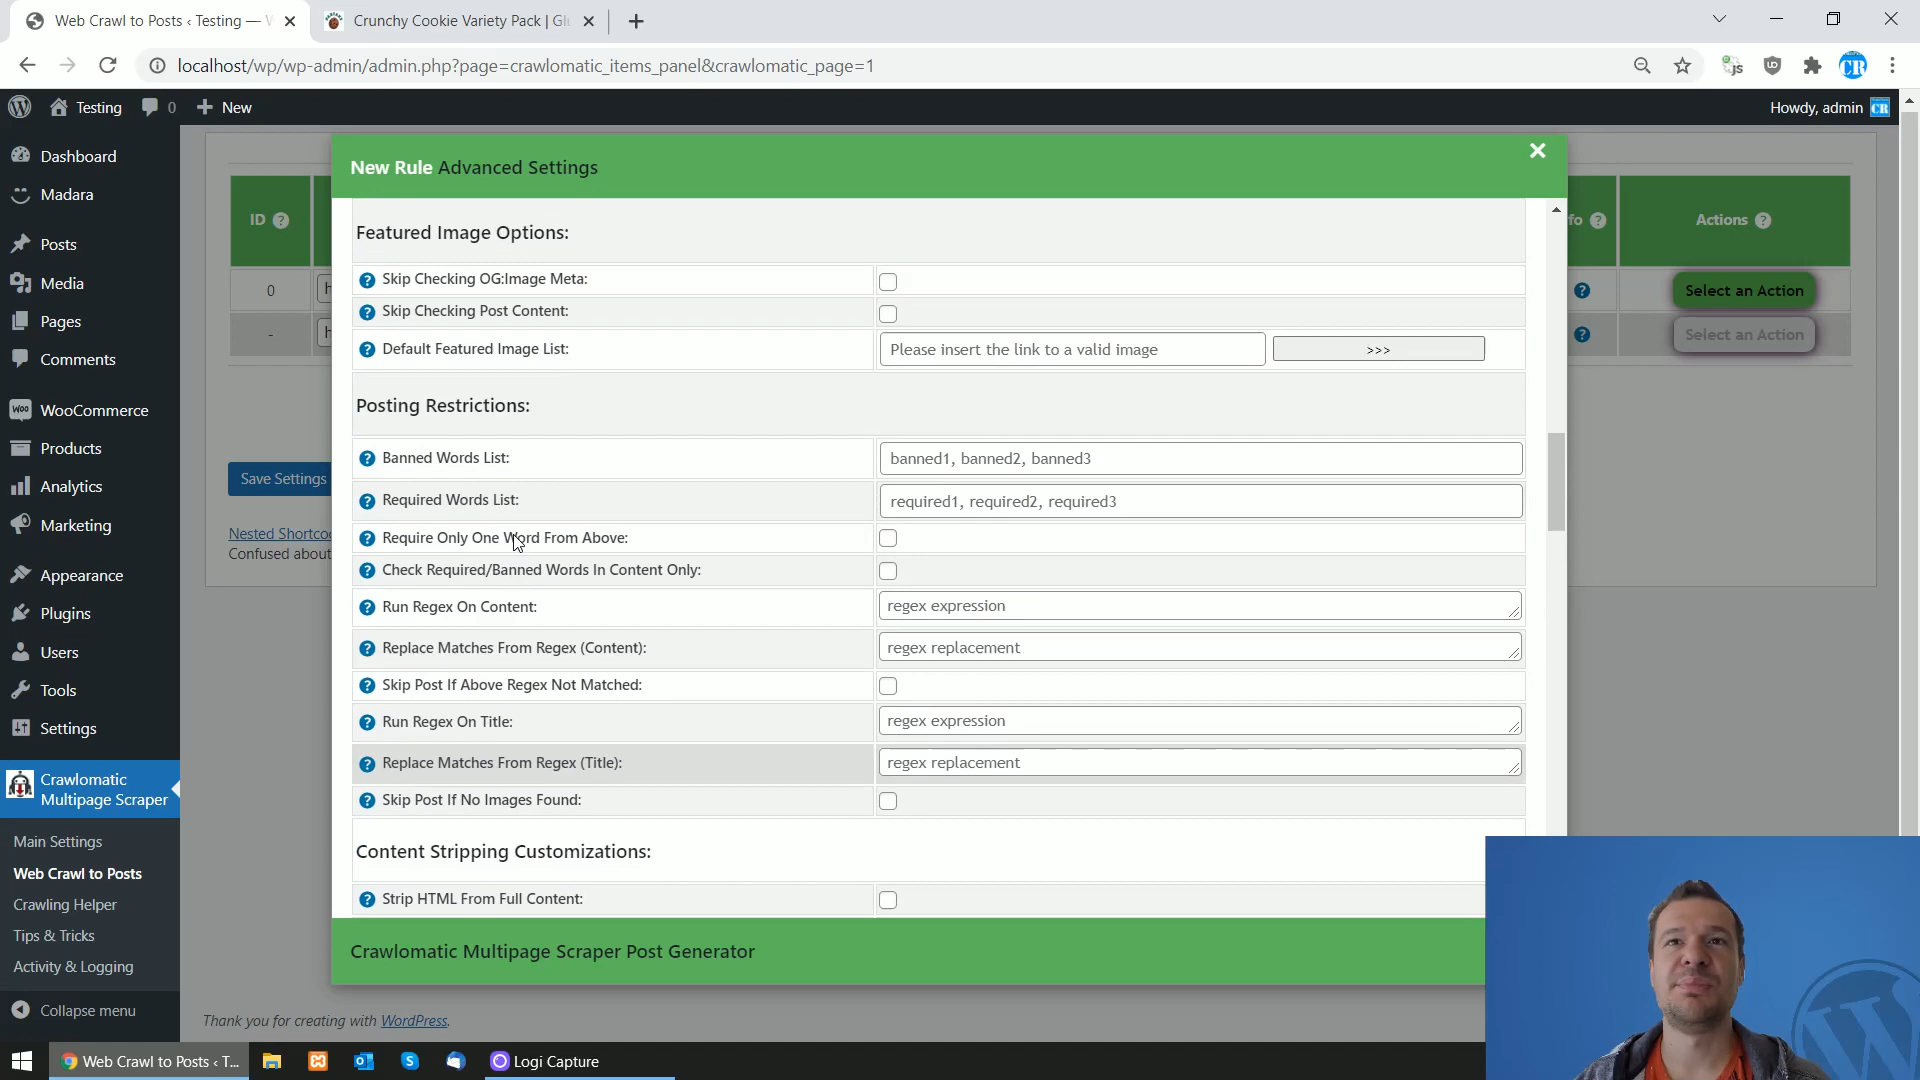 Web Crawl to Posts ‹ Testing — W
Crunchy Cookie Variety Pack | Glu
localhost/wp/wp-admin/admin.php?page=crawlomatic_items_panel&crawlomatic_page=1
Testing
0
New
Howdy, admin
Dashboard
Madara
Posts
Media
Pages
Comments
WooCommerce
Products
Analytics
Marketing
Appearance
Plugins
Users
Tools
Settings
Crawlomatic
Multipage Scraper
Main Settings
Web Crawl to Posts
Crawling Helper
Tips & Tricks
Activity & Logging
Collapse menu
ID
0
-
Save Settings
Nested Shortco
Confused about
fo
Actions
Select an Action
Select an Action
New Rule Advanced Settings
Featured Image Options:
Skip Checking OG:Image Meta:
Skip Checking Post Content:
Default Featured Image List:
Please insert the link to a valid image
>>>
Posting Restrictions:
Banned Words List:
banned1, banned2, banned3
Required Words List:
required1, required2, required3
Require Only One Word From Above:
Check Required/Banned Words In Content Only:
Run Regex On Content:
regex expression
Replace Matches From Regex (Content):
regex replacement
Skip Post If Above Regex Not Matched:
Run Regex On Title:
regex expression
Replace Matches From Regex (Title):
regex replacement
Skip Post If No Images Found:
Content Stripping Customizations:
Strip HTML From Full Content:
Crawlomatic Multipage Scraper Post Generator
Thank you for creating with WordPress.
Web Crawl to Posts ‹ T...
Logi Capture